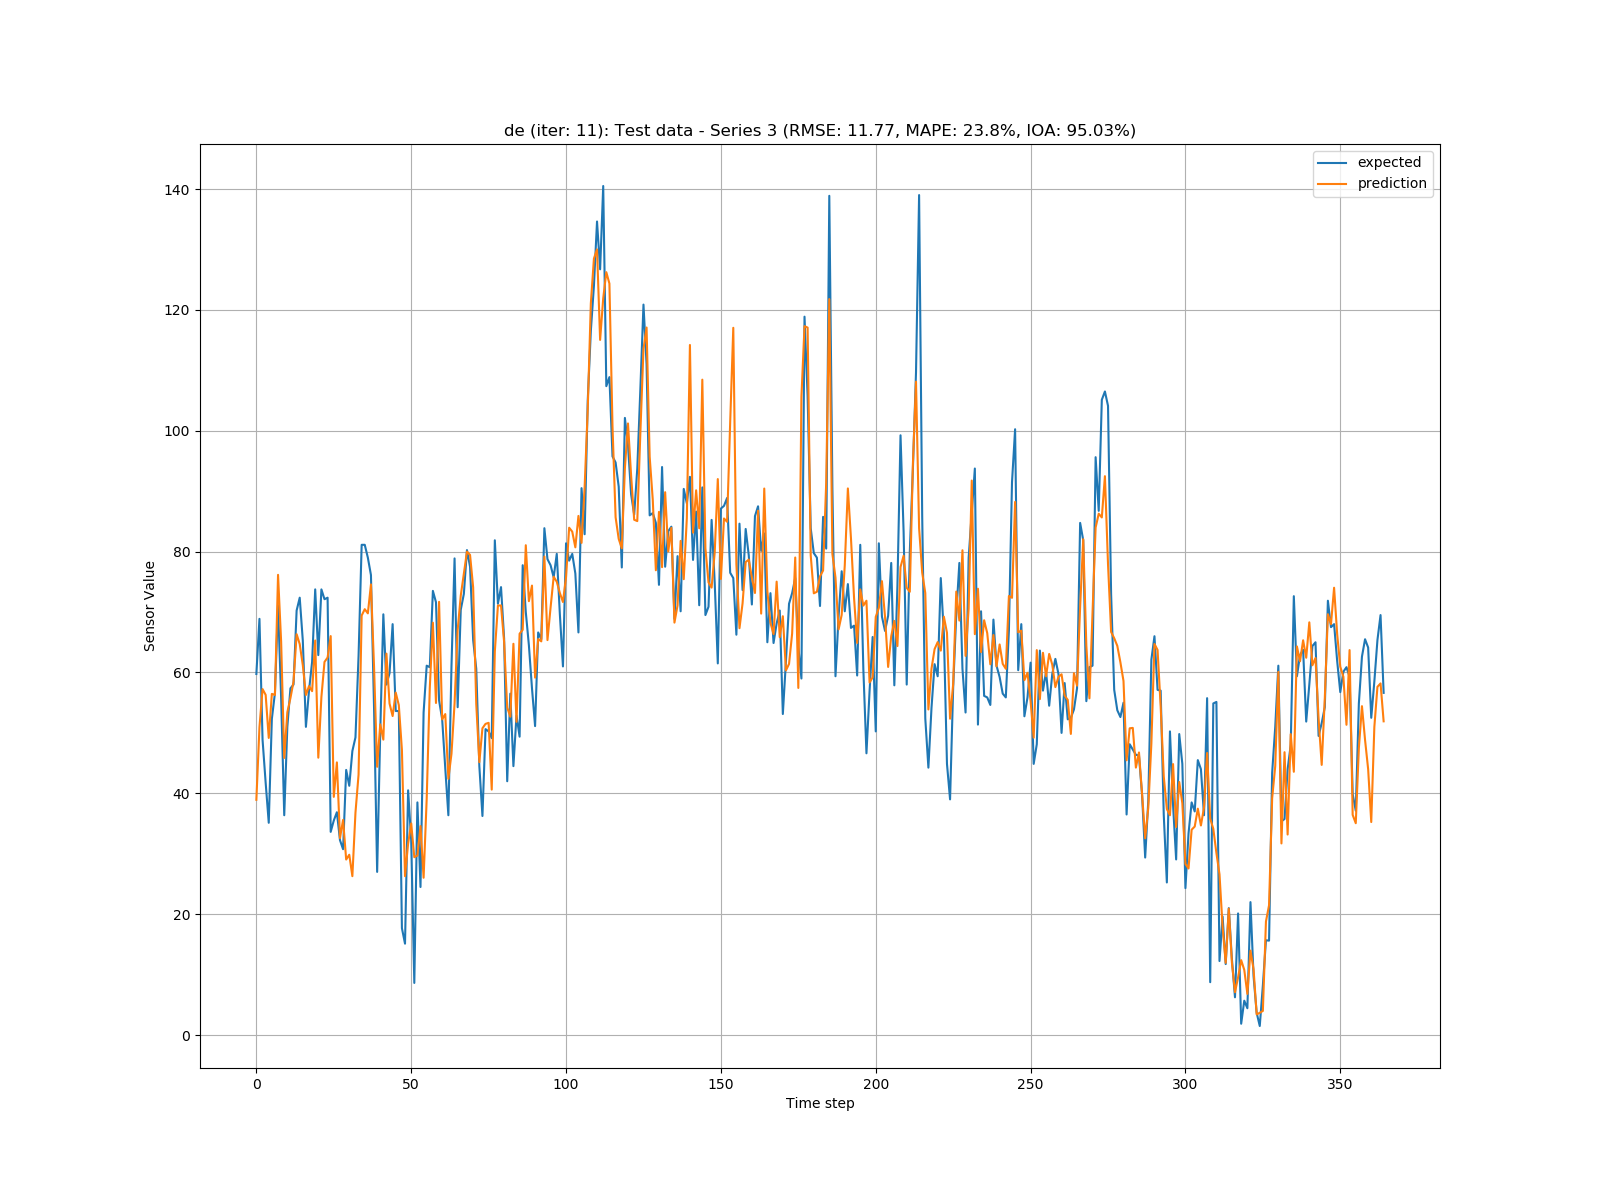 de (iter: 11): Test data - Series 3 (RMSE: 11.77, MAPE: 23.8%, IOA: 95.03%)
expected
prediction
140
120
100
80
60
40
20
0
Sensor Value
0 50 100 150 200 250 300 350
Time step